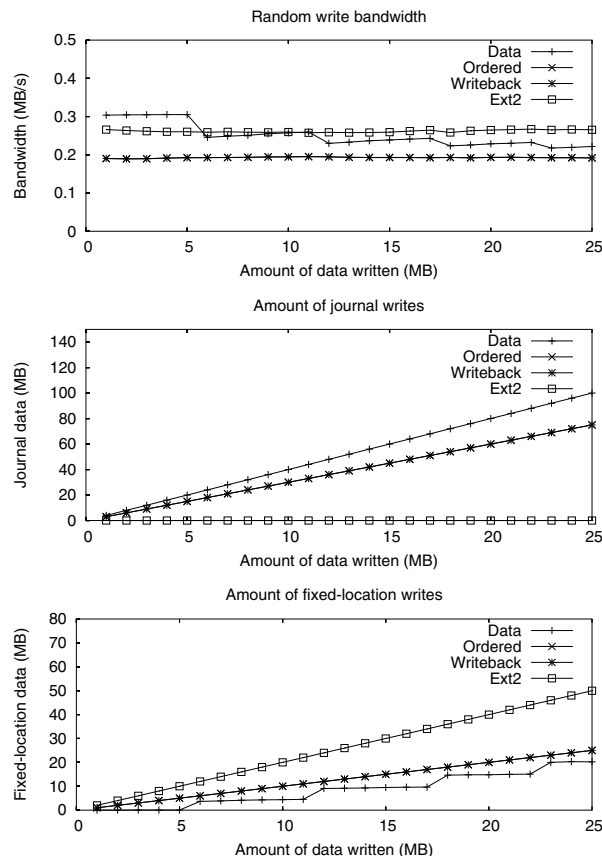 Random write bandwidth
Bandwidth (MB/s)
0.5
0.4
0.3
0.2
0.1
0
Data
Ordered
Writeback
Ext2
0 5 10 15 20 25
Amount of data written (MB)
Amount of journal writes
Journal data (MB)
140
120
100
80
60
40
20
0
Data
Ordered
Writeback
Ext2
0 5 10 15 20 25
Amount of data written (MB)
Amount of fixed-location writes
Fixed-location data (MB)
80
70
60
50
40
30
20
10
0
Data
Ordered
Writeback
Ext2
0 5 10 15 20 25
Amount of data written (MB)